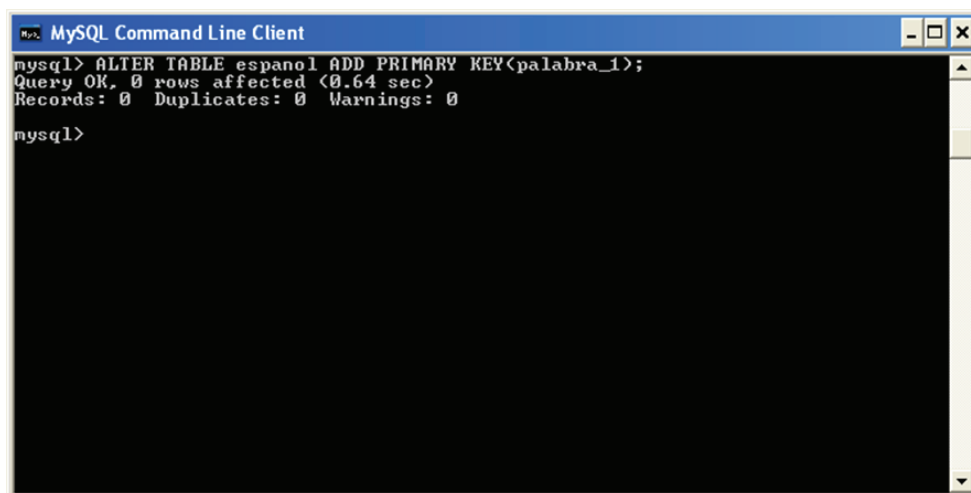 MySQL Command Line Client
mysql> ALTER TABLE espanol ADD PRIMARY KEY(palabra_1);
Query OK, 0 rows affected (0.64 sec)
Records: 0  Duplicates: 0  Warnings: 0
mysql>